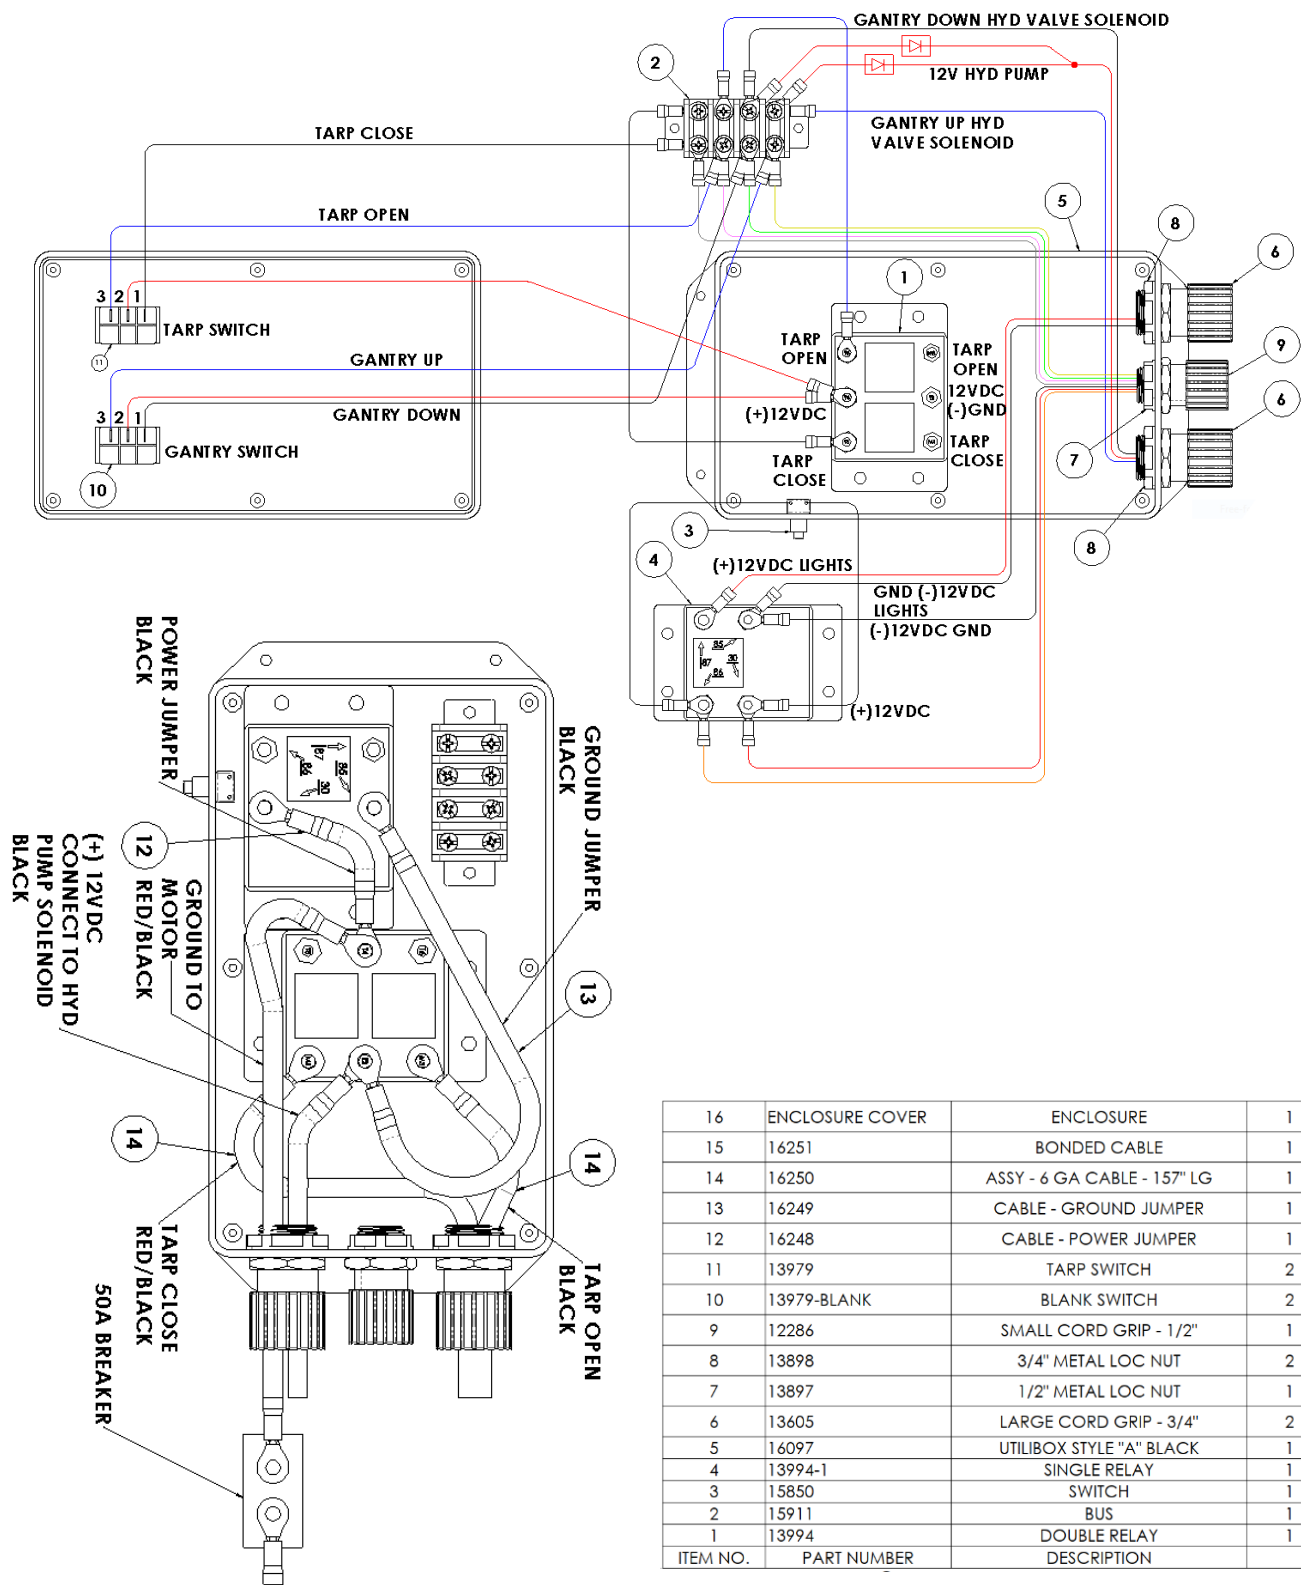 GANTRY DOWN HYD VALVE SOLENOID
2
12V HYD PUMP
TARP CLOSE
GANTRY UP HYD
VALVE SOLENOID
TARP OPEN
5
8
6
1
3 2 1
TARP SWITCH
11
GANTRY UP
GANTRY DOWN
3 2 1
GANTRY SWITCH
10
TARP
OPEN
TARP
OPEN
(+)12VDC
12VDC
(-)GND
TARP
CLOSE
TARP
CLOSE
9
6
7
8
3
4
(+)12VDC LIGHTS
GND (-)12VDC
LIGHTS
(-)12VDC GND
85
87
30
86
(+)12VDC
POWER JUMPER
BLACK
GROUND JUMPER
BLACK
87
86
85
30
12
(+) 12VDC
CONNECT TO HYD
PUMP SOLENOID
BLACK
GROUND TO
MOTOR
RED/BLACK
13
14
14
TARP CLOSE
RED/BLACK
TARP OPEN
BLACK
50A BREAKER
16 ENCLOSURE COVER ENCLOSURE 1
15 16251 BONDED CABLE 1
14 16250 ASSY - 6 GA CABLE - 157" LG 1
13 16249 CABLE - GROUND JUMPER 1
12 16248 CABLE - POWER JUMPER 1
11 13979 TARP SWITCH 2
10 13979-BLANK BLANK SWITCH 2
9 12286 SMALL CORD GRIP - 1/2" 1
8 13898 3/4" METAL LOC NUT 2
7 13897 1/2" METAL LOC NUT 1
6 13605 LARGE CORD GRIP - 3/4" 2
5 16097 UTILIBOX STYLE "A" BLACK 1
4 13994-1 SINGLE RELAY 1
3 15850 SWITCH 1
2 15911 BUS 1
1 13994 DOUBLE RELAY 1
ITEM NO. PART NUMBER DESCRIPTION